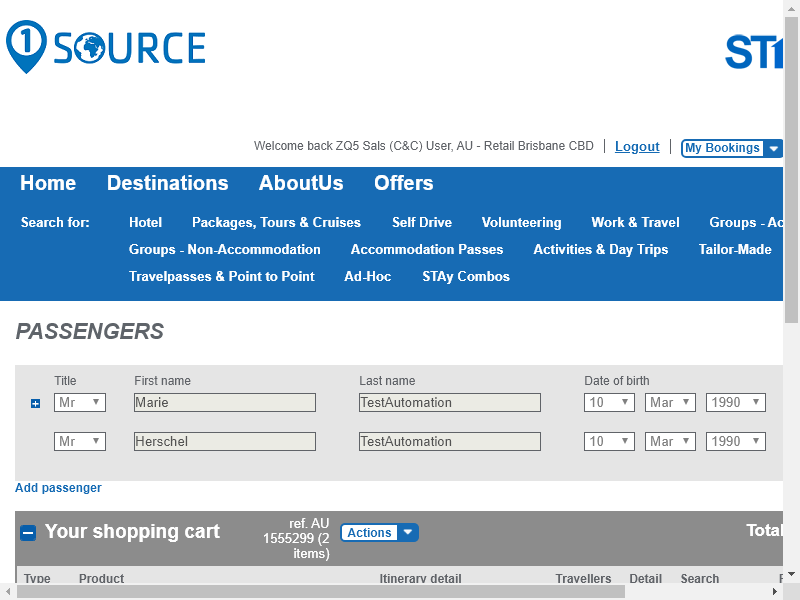 1 SOURCE
Welcome back ZQ5 Sals (C&C) User, AU - Retail Brisbane CBD
Logout
My Bookings
Home Destinations AboutUs Offers
Search for: Hotel Packages, Tours & Cruises Self Drive Volunteering Work & Travel Groups -
Groups - Non-Accommodation Accommodation Passes Activities & Day Trips Tailor-Made
Travelpasses & Point to Point Ad-Hoc STAy Combos
PASSENGERS
Title First name Last name Date of birth
Mr Marie TestAutomation 10 Mar 1990
Mr Herschel TestAutomation 10 Mar 1990
Add passenger
Your shopping cart
ref. AU
1555299 (2
items)
Actions
Total
Type Product Itinerary detail Travellers Detail Search